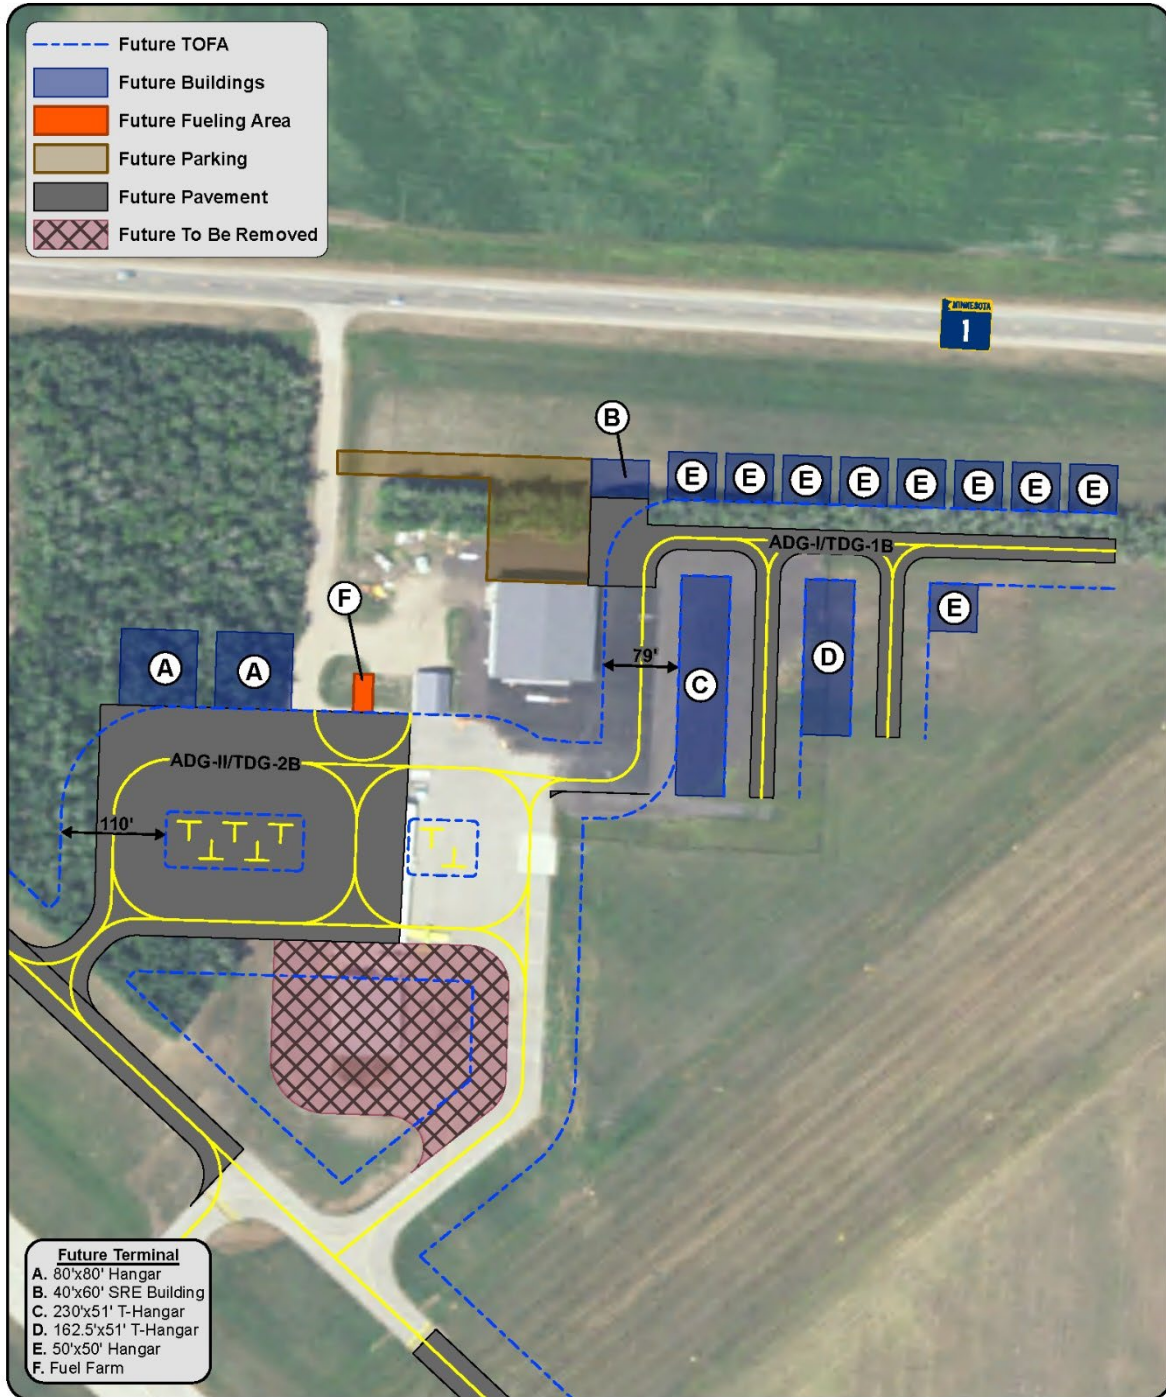 Future TOFA
Future Buildings
Future Fueling Area
Future Parking
Future Pavement
Future To Be Removed
MINNESOTA
1
B
E E E E E E E E
ADG-I/TDG-1B
F
E
A A
79'
D
C
ADG-II/TDG-2B
110'
Future Terminal
A. 80'x80' Hangar
B. 40'x60' SRE Building
C. 230'x51' T-Hangar
D. 162.5'x51' T-Hangar
E. 50'x50' Hangar
F. Fuel Farm